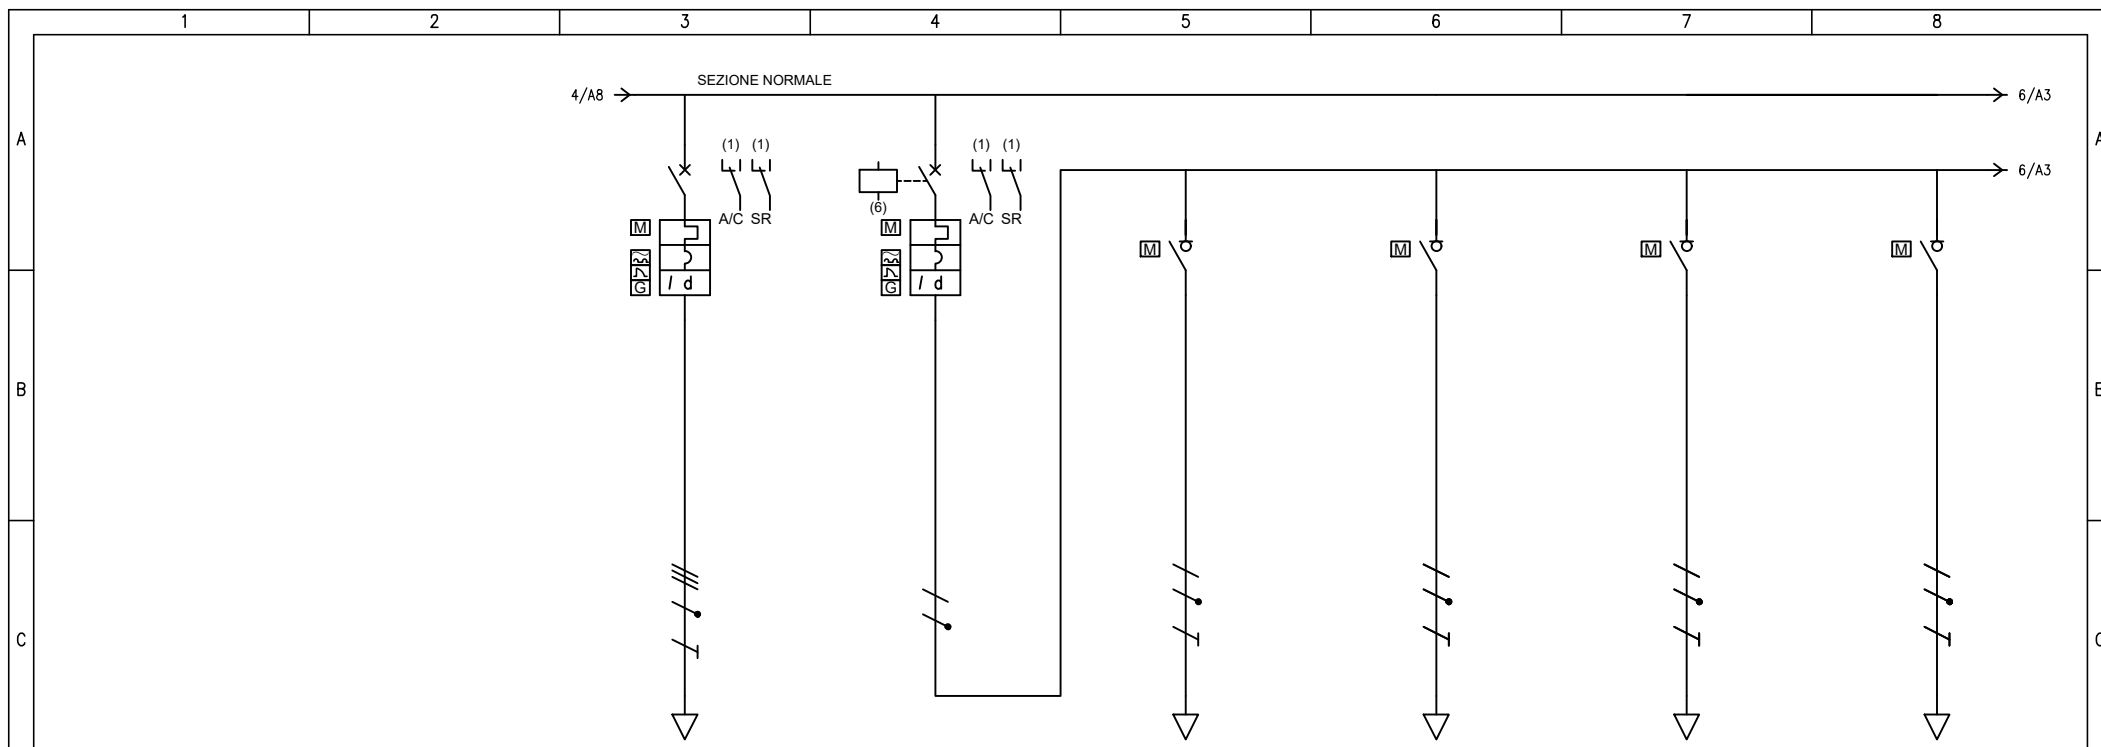 1 2 3 4 5 6 7 8
SEZIONE NORMALE
4/A8 6/A3
A A
(1) (1) (1) (1)
6/A3
(6)
A/C SR A/C SR
M M
M M M M
I d I d
G G
B B
C C